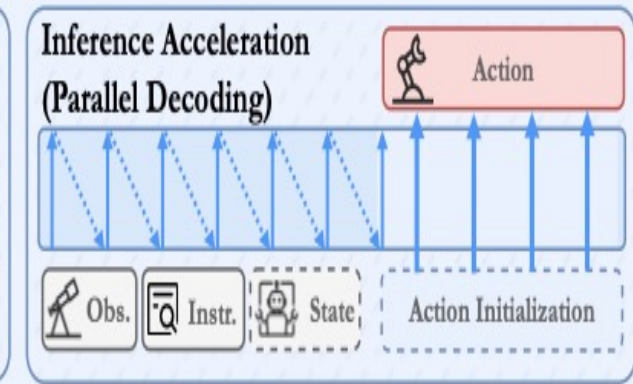 Inference Acceleration
(Parallel Decoding)
Action
Obs.
Instr.
State
Action Initialization